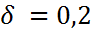 δ = 0,2